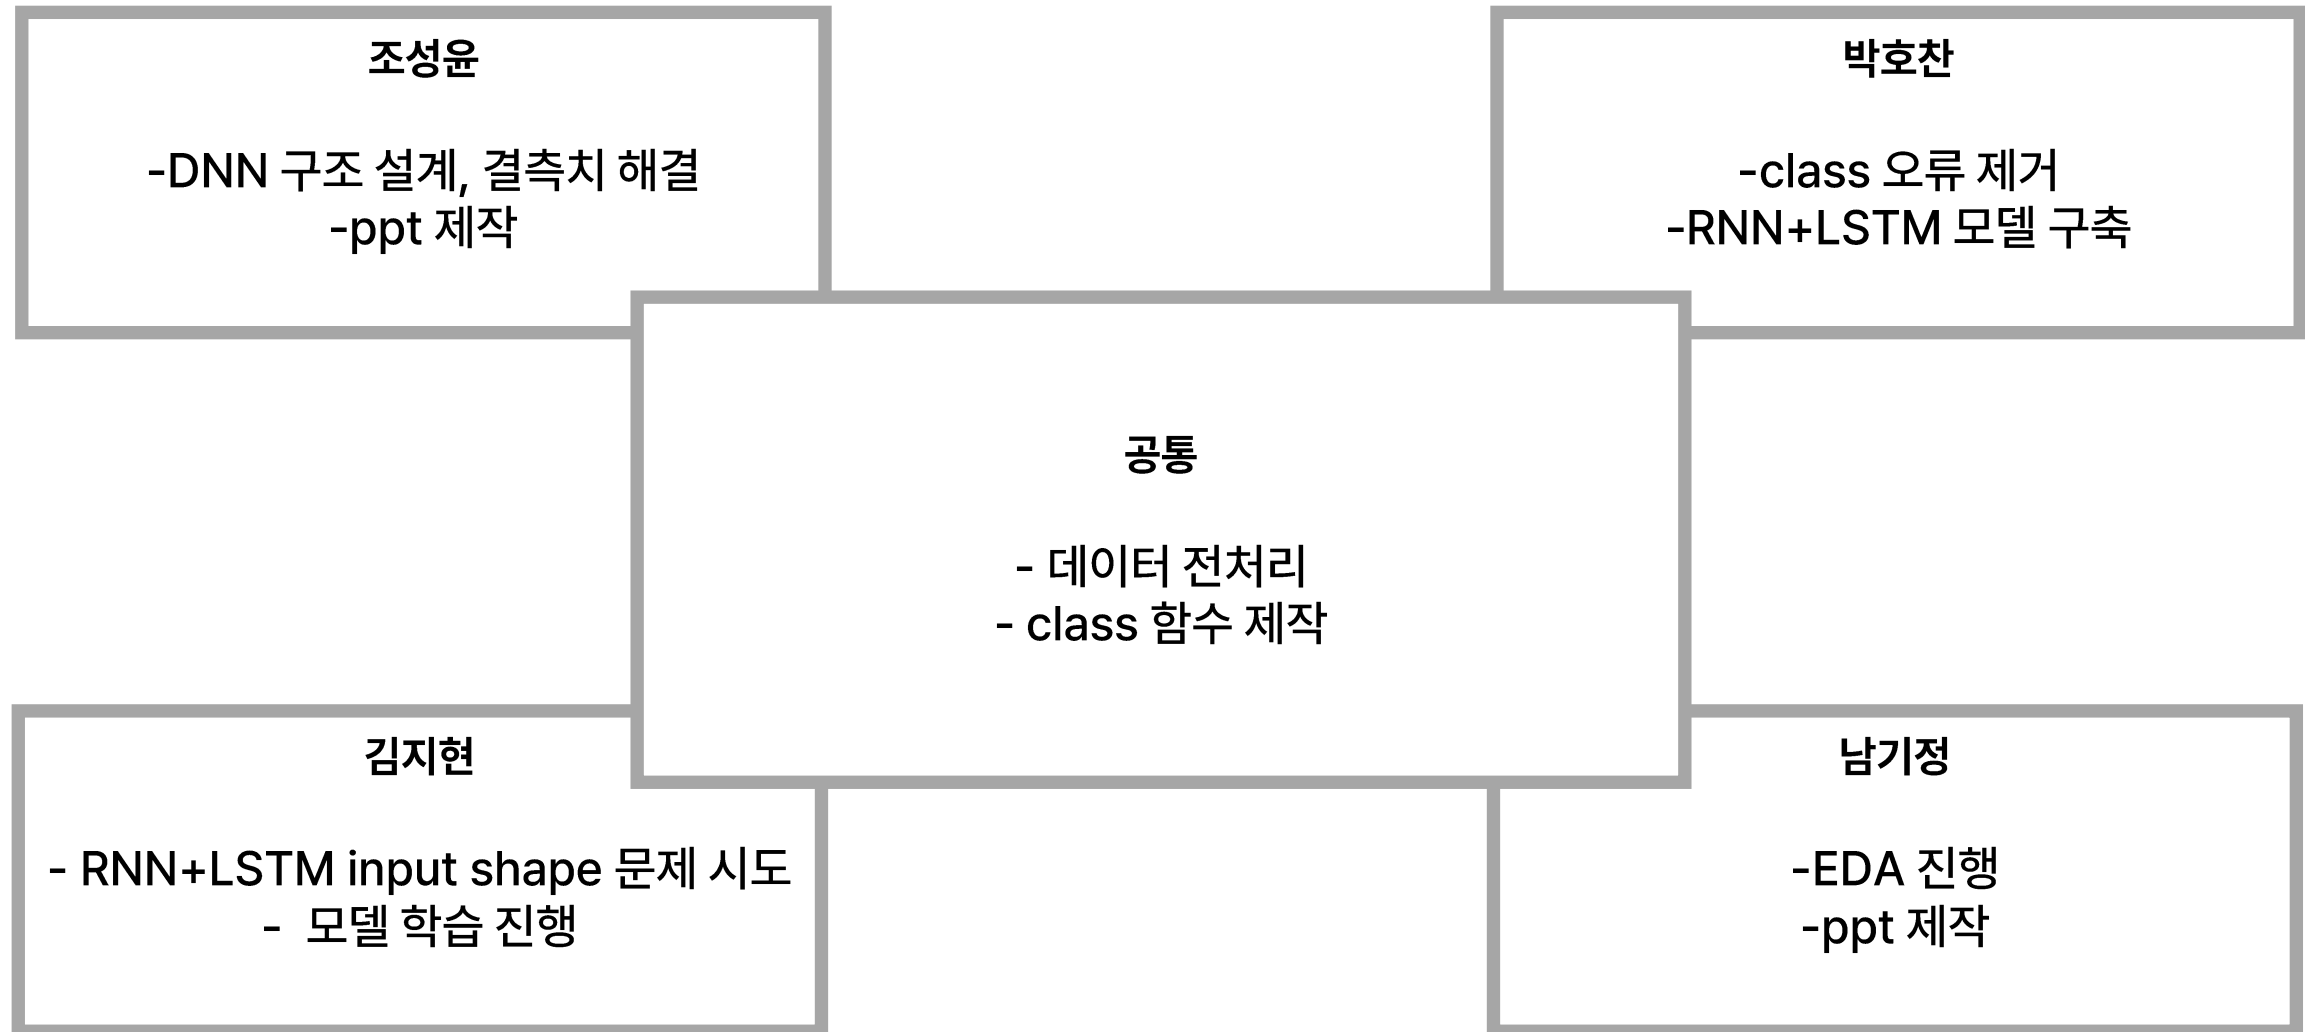 조성윤
-DNN 구조 설계, 결측치 해결
-ppt 제작
박호찬
-class 오류 제거
-RNN+LSTM 모델 구축
공통
- 데이터 전처리
- class 함수 제작
김지현
- RNN+LSTM input shape 문제 시도
- 모델 학습 진행
남기정
-EDA 진행
-ppt 제작